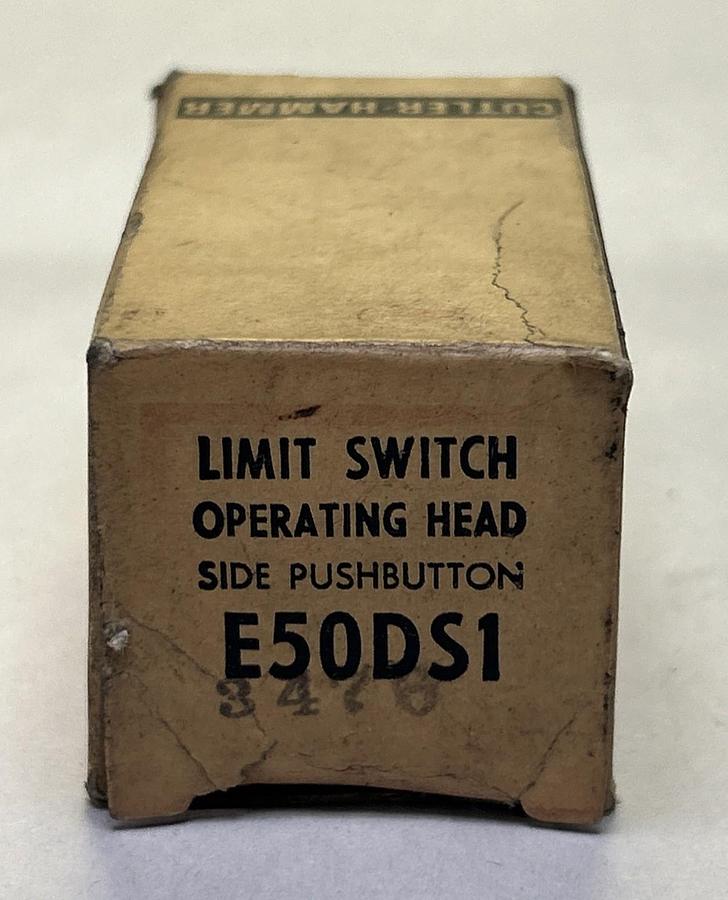 CUTLER-HAMMER
LIMIT SWITCH
OPERATING HEAD
SIDE PUSHBUTTON
E50DS1